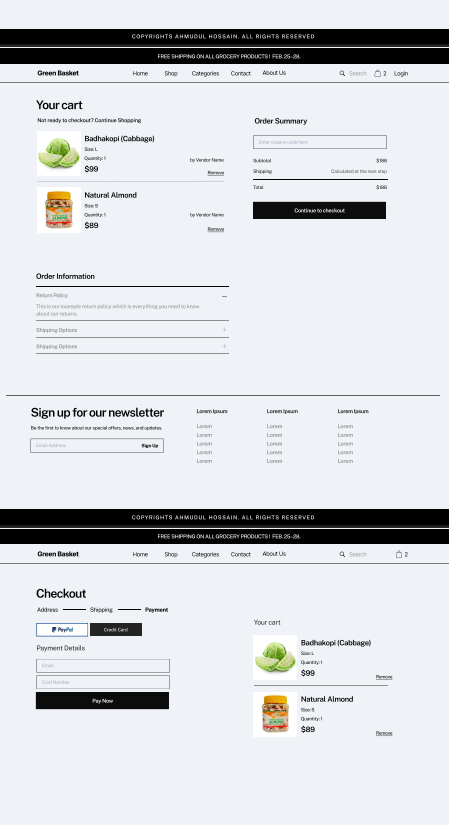 COPYRIGHTS AHMUDUL HOSSAIN. ALL RIGHTS RESERVED
FREE SHIPPING ON ALL GROCERY PRODUCTS! FEB. 25-28.
Green Basket Home Shop Categories Contact About Us Search 2 Login
Your cart
Not ready to checkout? Continue Shopping
Badhakopi (Cabbage)
Size: L
Quantity: 1 by Vendor Name
$99
Remove
Natural Almond
Size: S
Quantity: 1 by Vendor Name
$89
Remove
Order Summary
Enter coupon code here
Subtotal $188
Shipping Calculated at the next step
Total $188
Continue to checkout
Order Information
Return Policy
This is our example return policy which is everything you need to know
about our returns.
Shipping Options
Shipping Options
Sign up for our newsletter
Be the first to know about our special offers, news, and updates.
Email Address Sign Up
Lorem Ipsum
Lorem
Lorem
Lorem
Lorem
Lorem
Lorem Ipsum
Lorem
Lorem
Lorem
Lorem
Lorem
Lorem Ipsum
Lorem
Lorem
Lorem
Lorem
Lorem
COPYRIGHTS AHMUDUL HOSSAIN. ALL RIGHTS RESERVED
FREE SHIPPING ON ALL GROCERY PRODUCTS! FEB. 25-28.
Green Basket Home Shop Categories Contact About Us Search 2
Checkout
Address Shipping Payment
PayPal Credit Card
Payment Details
Email
Card Number
Pay Now
Your cart
Badhakopi (Cabbage)
Size: L
Quantity: 1
$99
Remove
Natural Almond
Size: S
Quantity: 1
$89
Remove